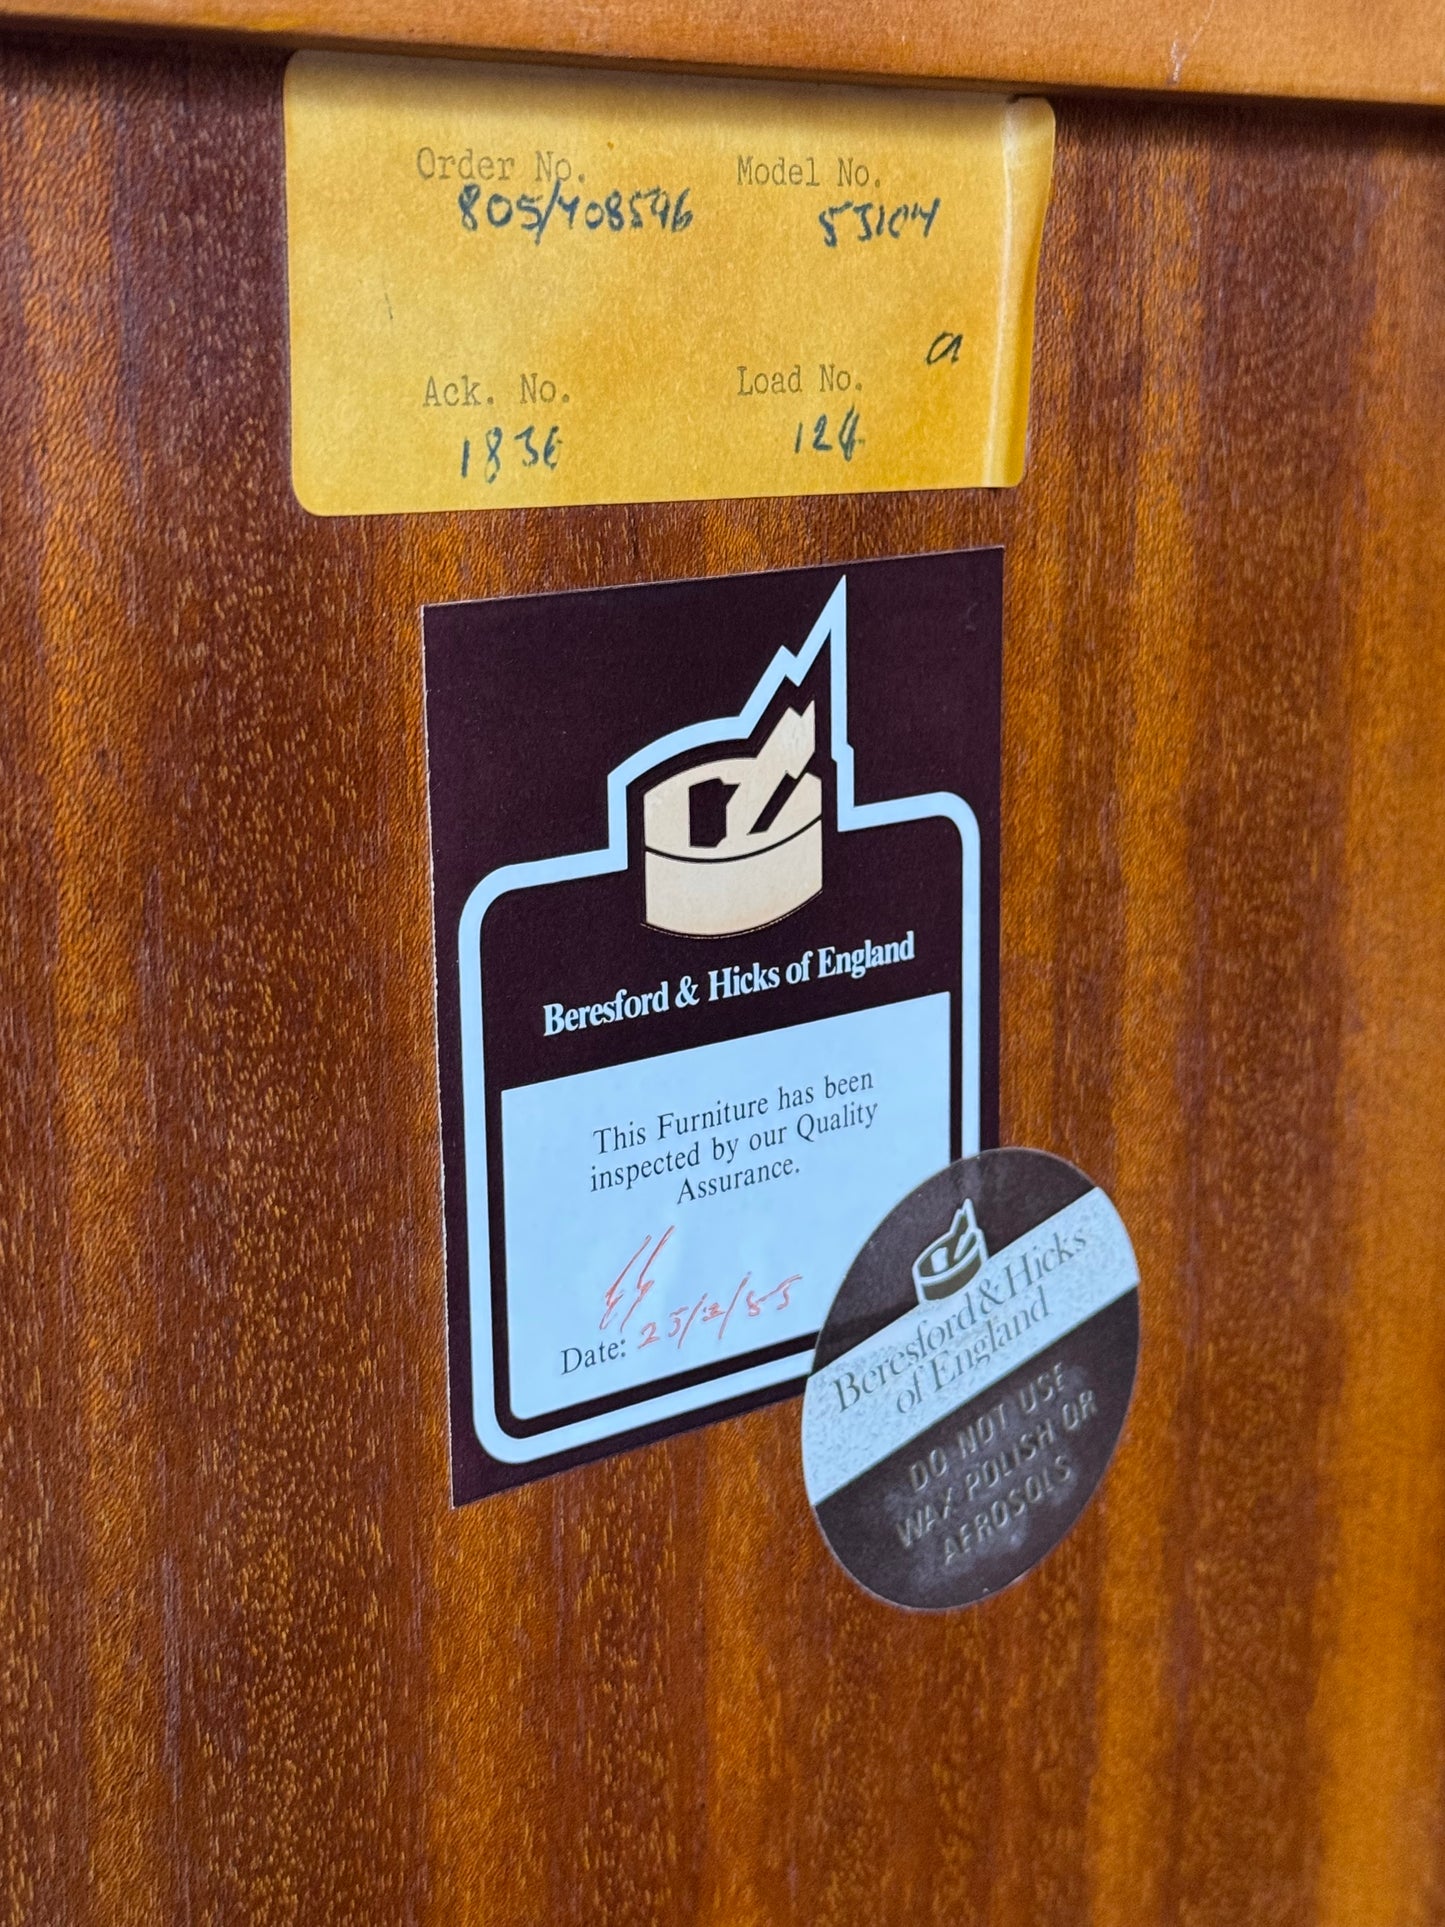 Order No. Model No.
805/408596 53104
a
Ack. No. Load No.
1836 124
Beresford & Hicks of England
This Furniture has been
inspected by our Quality
Assurance.
Date: 25/2/85
Beresford & Hicks
of England
DO NOT USE
WAX POLISH OR
AEROSOLS